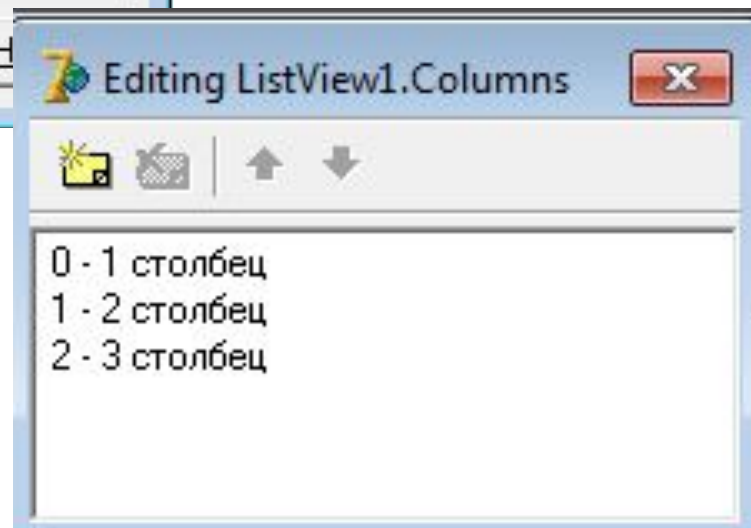 Editing ListView1.Columns
0 - 1 столбец
1 - 2 столбец
2 - 3 столбец